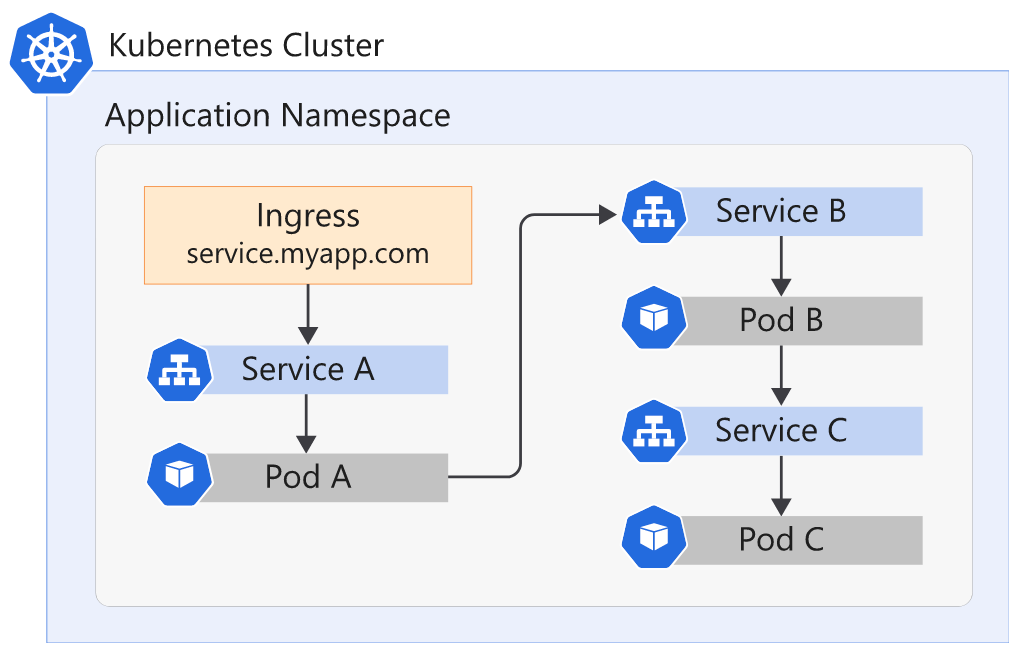 Kubernetes Cluster
Application Namespace
Ingress
service.myapp.com
Service A
Pod A
Service B
Pod B
Service C
Pod C